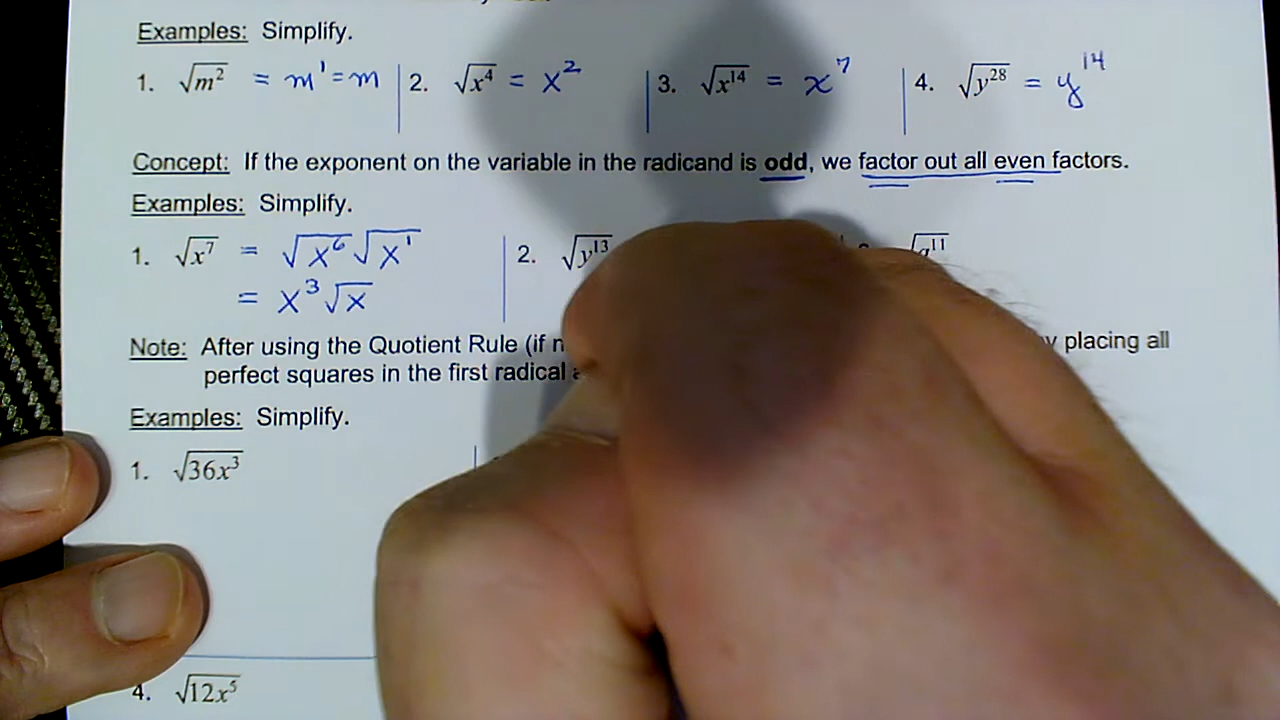 Examples: Simplify.
1. √m² = m¹ = m 2. √x⁴ = x² 3. √x¹⁴ = x⁷ 4. √y²⁸ = y¹⁴
Concept: If the exponent on the variable in the radicand is odd, we factor out all even factors.
Examples: Simplify.
1. √x⁷ = √x⁶ √x¹ 2. √y¹³ √a¹¹
= x³√x
Note: After using the Quotient Rule (if placing all
perfect squares in the first radical
Examples: Simplify.
1. √36x³
4. √12x⁵